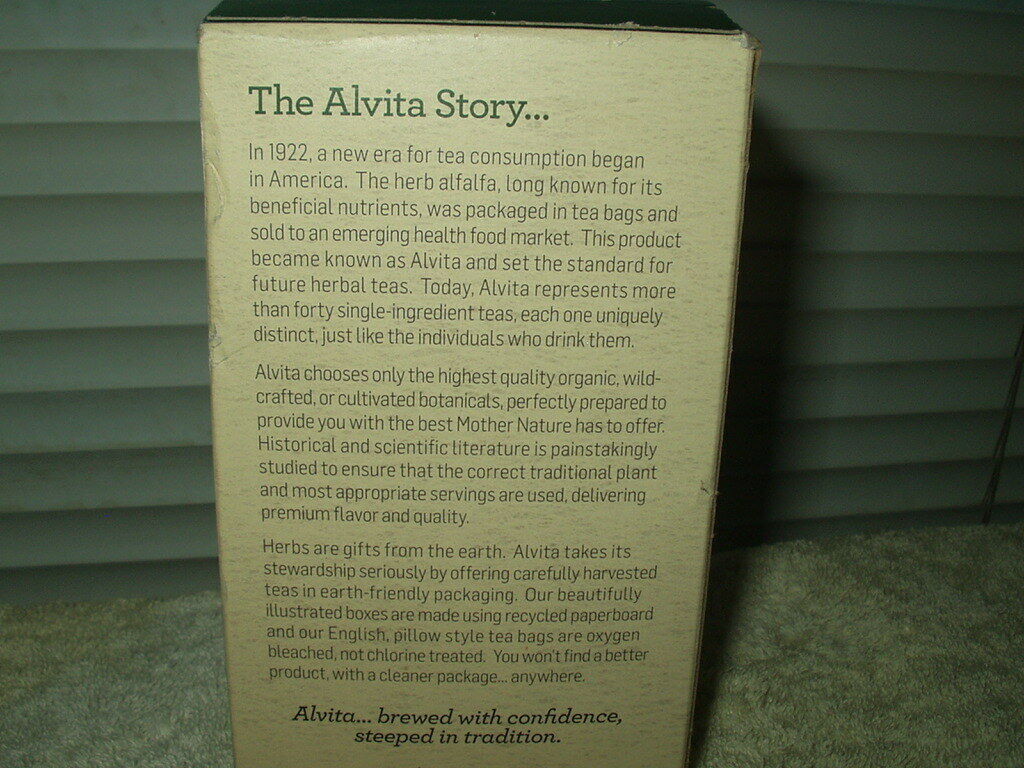 The Alvita Story...
In 1922, a new era for tea consumption began
in America. The herb alfalfa, long known for its
beneficial nutrients, was packaged in tea bags and
sold to an emerging health food market. This product
became known as Alvita and set the standard for
future herbal teas. Today, Alvita represents more
than forty single-ingredient teas, each one uniquely
distinct, just like the individuals who drink them.
Alvita chooses only the highest quality organic, wild-
crafted, or cultivated botanicals, perfectly prepared to
provide you with the best Mother Nature has to offer.
Historical and scientific literature is painstakingly
studied to ensure that the correct traditional plant
and most appropriate servings are used, delivering
premium flavor and quality.
Herbs are gifts from the earth. Alvita takes its
stewardship seriously by offering carefully harvested
teas in earth-friendly packaging. Our beautifully
illustrated boxes are made using recycled paperboard
and our English, pillow style tea bags are oxygen
bleached, not chlorine treated. You won't find a better
product, with a cleaner package... anywhere.
Alvita... brewed with confidence,
steeped in tradition.